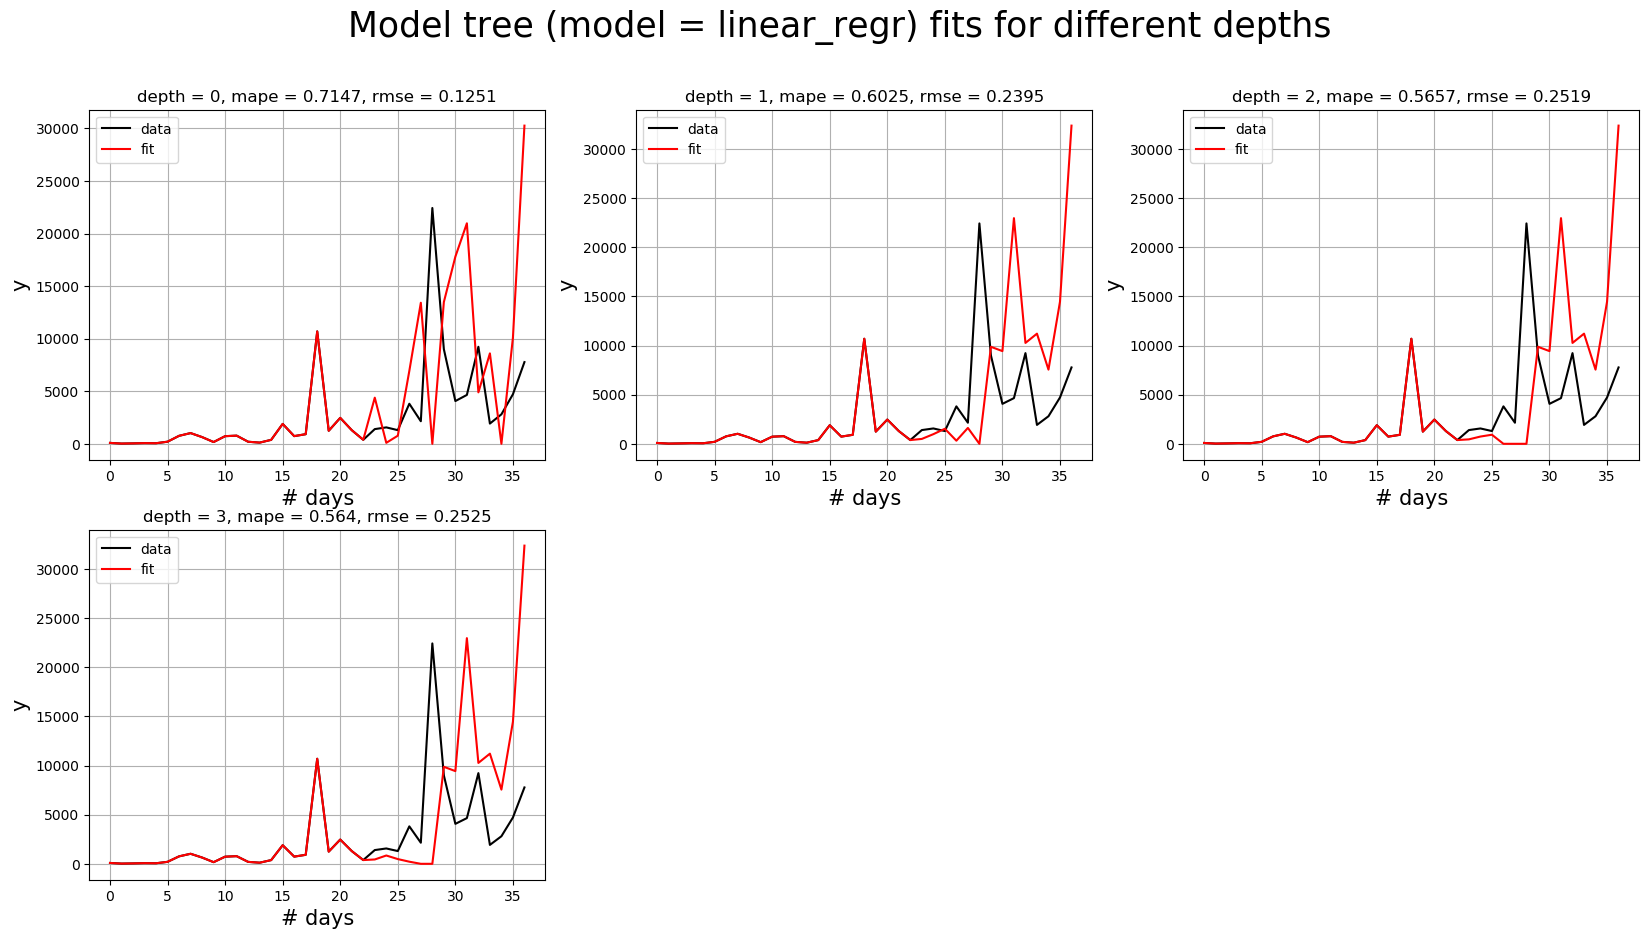 Model tree (model = linear_regr) fits for different depths
depth = 0, mape = 0.7147, rmse = 0.1251
data
fit
30000
25000
20000
15000
10000
5000
0
y
0 5 10 15 20 25 30 35
# days
depth = 1, mape = 0.6025, rmse = 0.2395
data
fit
30000
25000
20000
15000
10000
5000
0
y
0 5 10 15 20 25 30 35
# days
depth = 2, mape = 0.5657, rmse = 0.2519
data
fit
30000
25000
20000
15000
10000
5000
0
y
0 5 10 15 20 25 30 35
# days
depth = 3, mape = 0.564, rmse = 0.2525
data
fit
30000
25000
20000
15000
10000
5000
0
y
0 5 10 15 20 25 30 35
# days